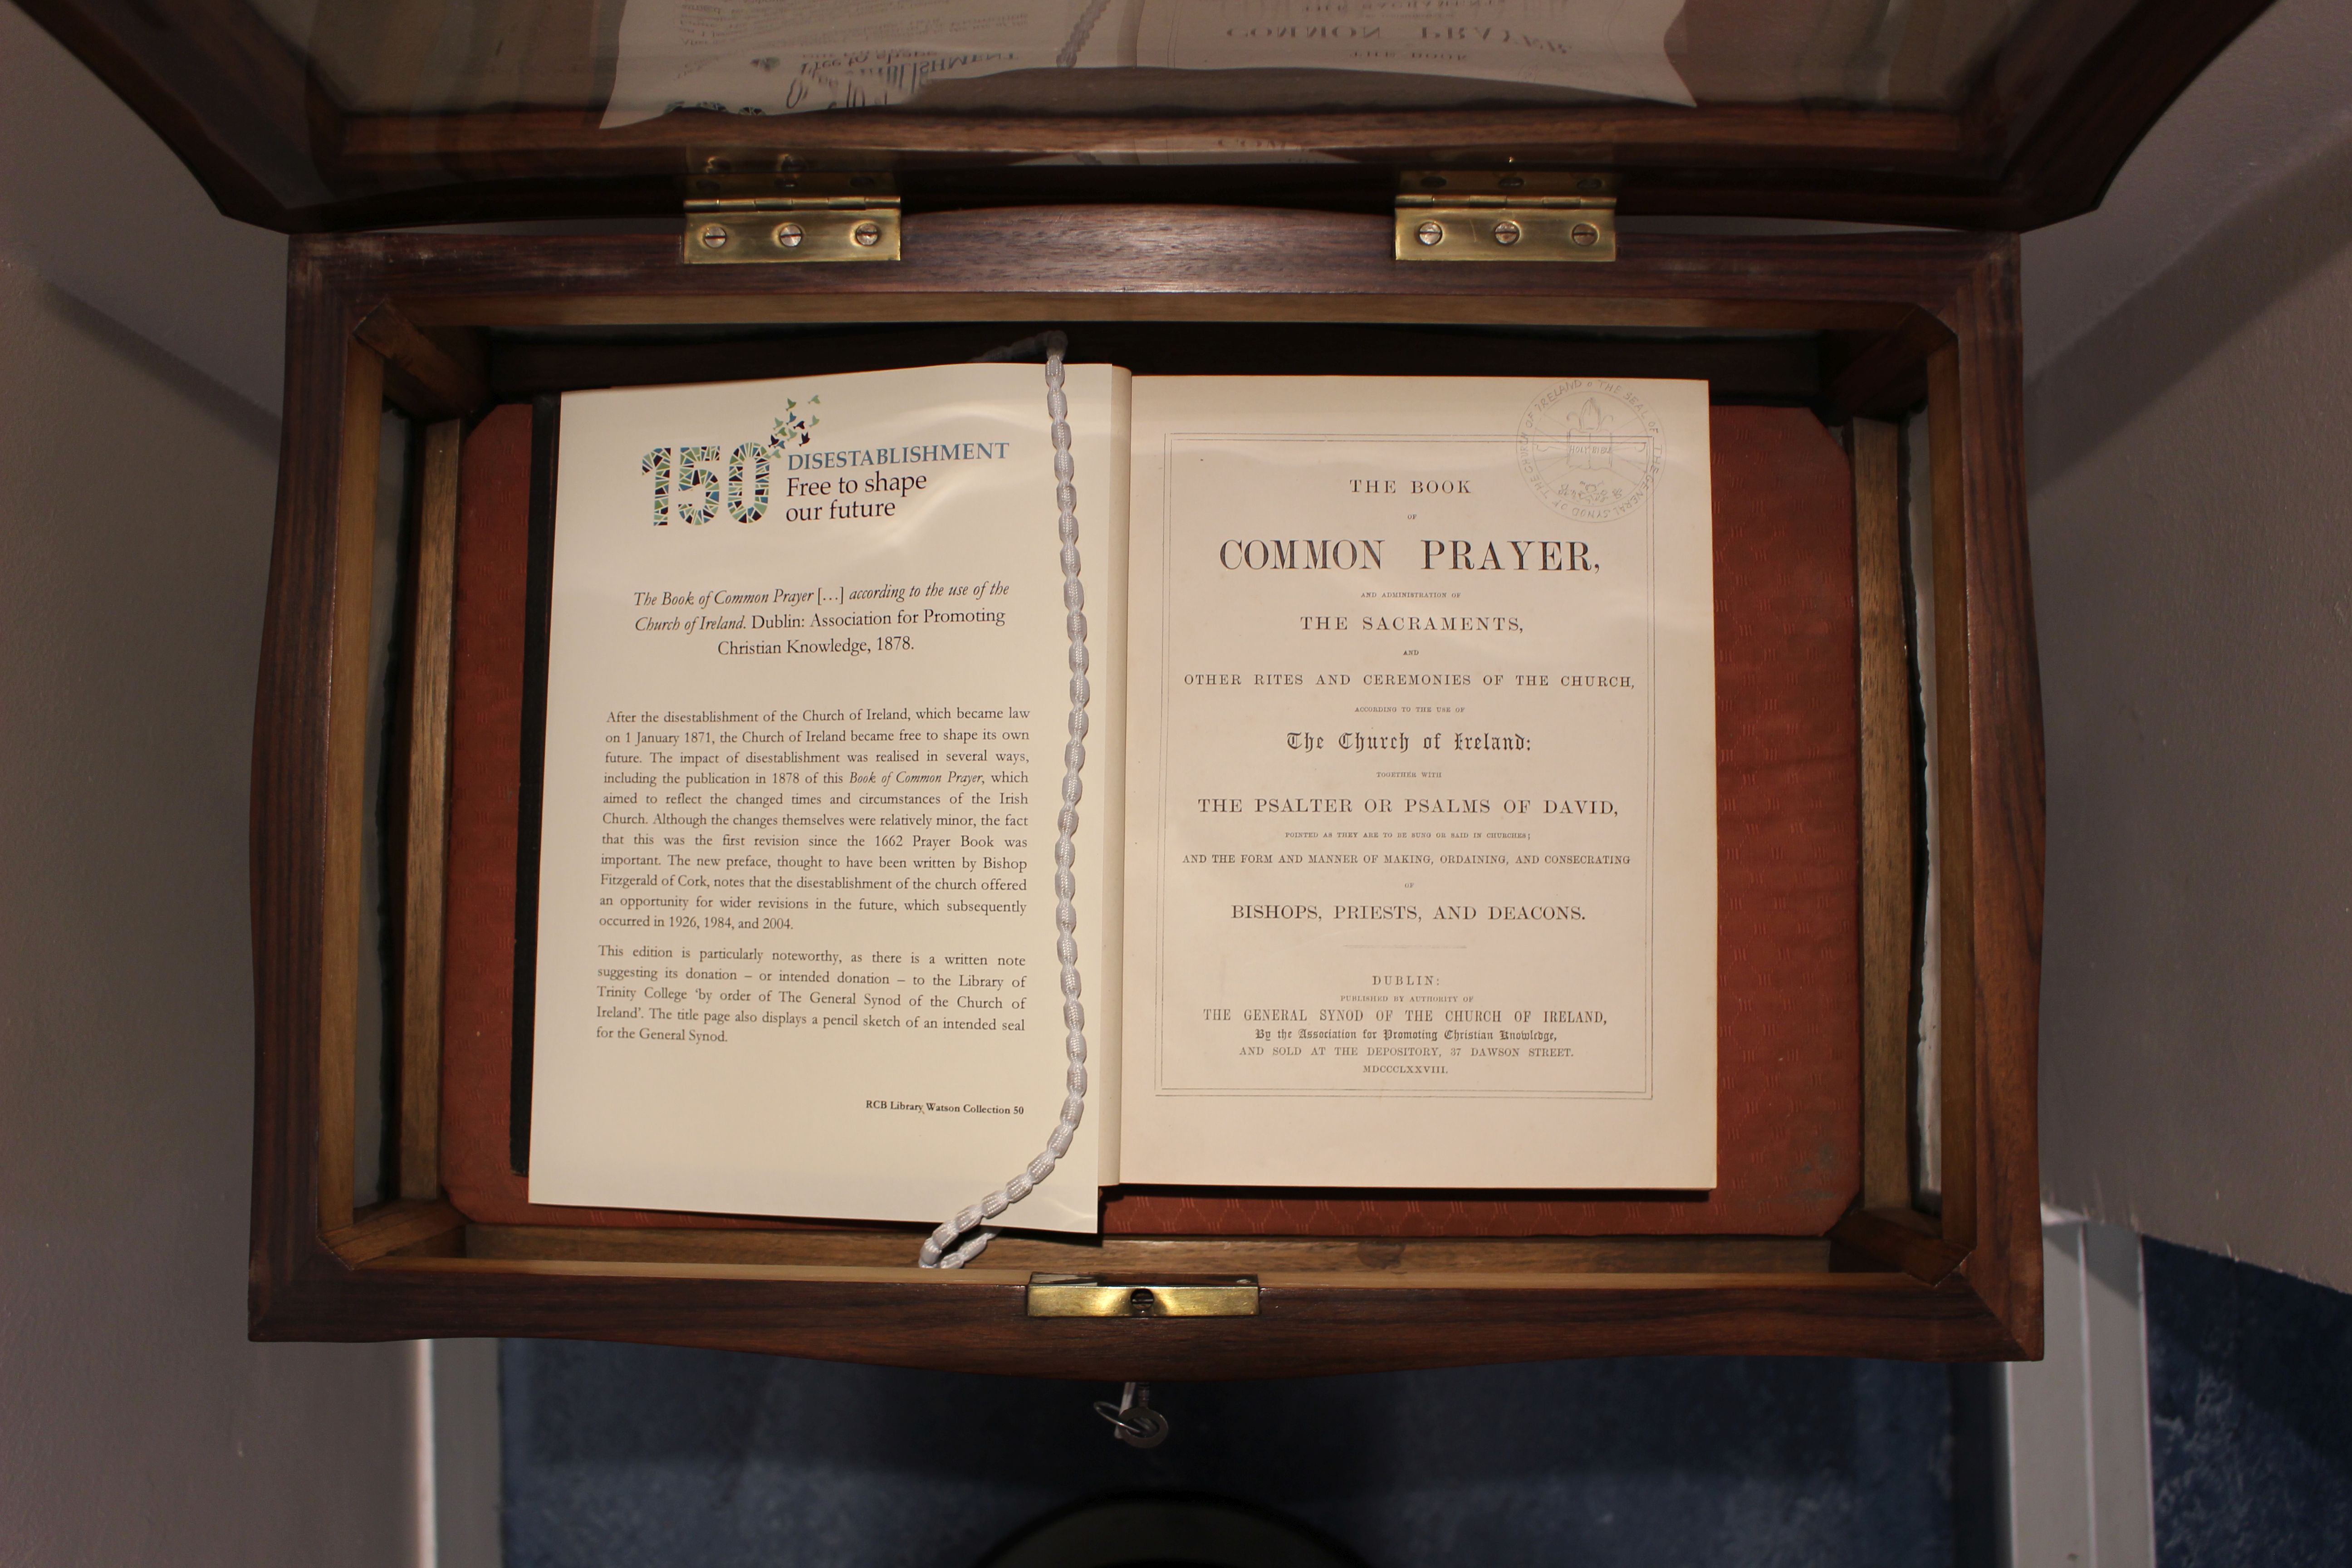 150 DISESTABLISHMENT
Free to shape
our future
The Book of Common Prayer […] according to the use of the
Church of Ireland. Dublin: Association for Promoting
Christian Knowledge, 1878.
After the disestablishment of the Church of Ireland, which became law
on 1 January 1871, the Church of Ireland became free to shape its own
future. The impact of disestablishment was realised in several ways,
including the publication in 1878 of this Book of Common Prayer, which
aimed to reflect the changed times and circumstances of the Irish
Church. Although the changes themselves were relatively minor, the fact
that this was the first revision since the 1662 Prayer Book was
important. The new preface, thought to have been written by Bishop
Fitzgerald of Cork, notes that the disestablishment of the church offered
an opportunity for wider revisions in the future, which subsequently
occurred in 1926, 1984, and 2004.
This edition is particularly noteworthy, as there is a written note
suggesting its donation – or intended donation – to the Library of
Trinity College 'by order of The General Synod of the Church of
Ireland'. The title page also displays a pencil sketch of an intended seal
for the General Synod.
RCB Library, Watson Collection 50
THE SEAL OF THE GENERAL SYNOD OF THE CHURCH OF IRELAND
HOLY BIBLE
THE BOOK
OF
COMMON PRAYER,
AND ADMINISTRATION OF
THE SACRAMENTS,
AND
OTHER RITES AND CEREMONIES OF THE CHURCH,
ACCORDING TO THE USE OF
The Church of Ireland:
TOGETHER WITH
THE PSALTER OR PSALMS OF DAVID,
POINTED AS THEY ARE TO BE SUNG OR SAID IN CHURCHES;
AND THE FORM AND MANNER OF MAKING, ORDAINING, AND CONSECRATING
OF
BISHOPS, PRIESTS, AND DEACONS.
DUBLIN:
PUBLISHED BY AUTHORITY OF
THE GENERAL SYNOD OF THE CHURCH OF IRELAND,
By the Association for Promoting Christian Knowledge,
AND SOLD AT THE DEPOSITORY, 37 DAWSON STREET.
MDCCCLXXVIII.